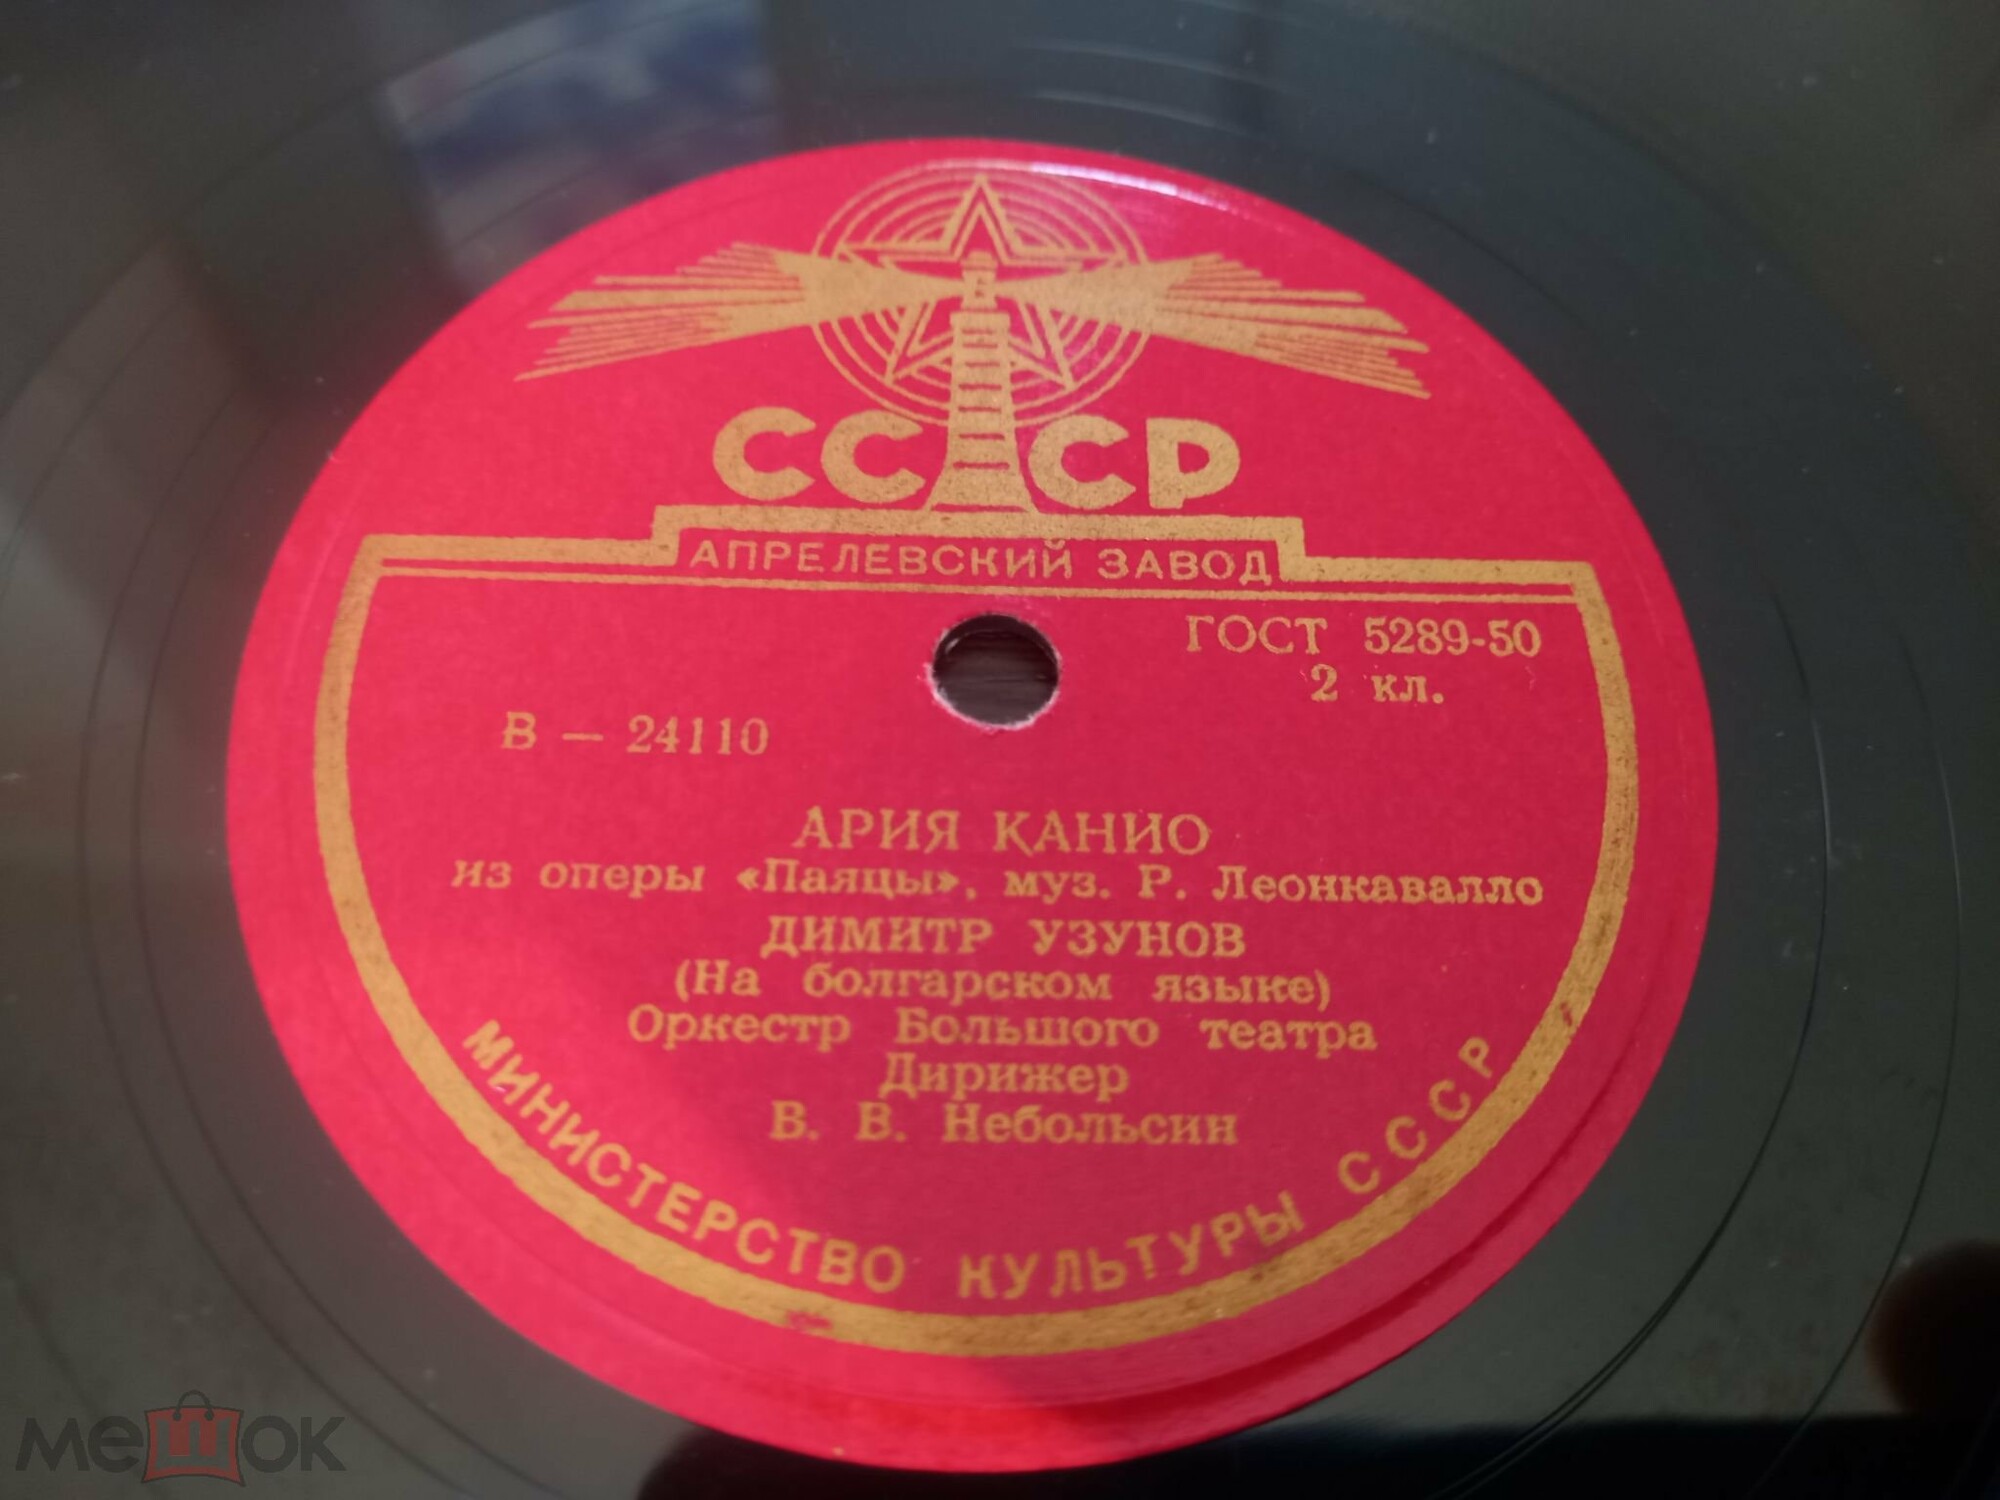 СССР
АПРЕЛЕВСКИЙ ЗАВОД
ГОСТ 5289-50
2 кл.
В — 24110
АРИЯ КАНИО
из оперы «Паяцы», муз. Р. Леонкавалло
ДИМИТР УЗУНОВ
(На болгарском языке)
Оркестр Большого театра
Дирижер
В. В. Небольсин
МИНИСТЕРСТВО КУЛЬТУРЫ СССР
мешок